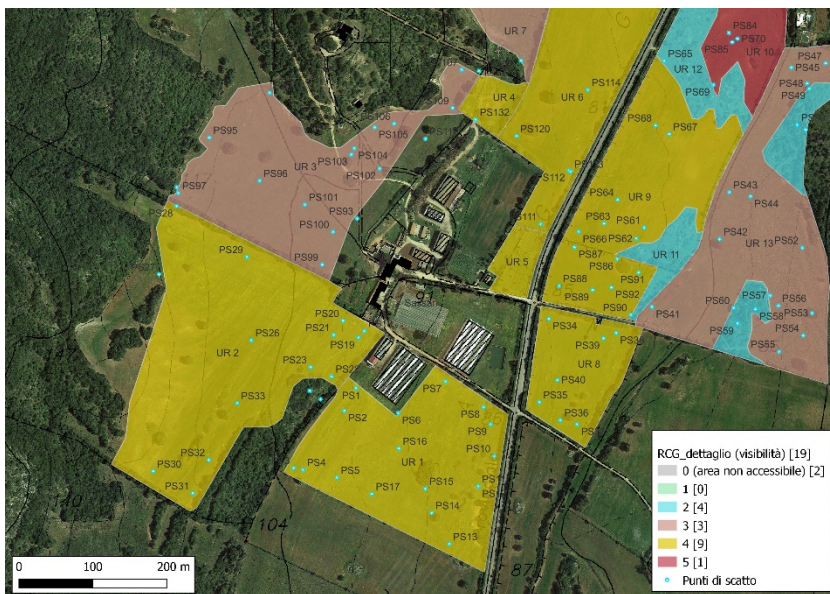 PS84
PS70
PS85
UR 10
PS65
UR 12
PS47
PS45
UR 7
PS48
PS49
PS69
PS114
UR 6
UR 4
109
PS132
PS68
PS67
PS106
PS105
PS120
PS95
PS103
PS104
UR 3
PS102
PS112
PS96
PS97
PS64
UR 9
PS43
PS44
PS28
PS101
PS93
PS100
S111
PS63
PS61
PS66
PS62
PS42
UR 13
PS52
PS87
UR 11
PS29
PS99
UR 5
PS86
PS91
PS88
PS89
PS92
PS90
PS41
PS60
PS57
PS56
PS58
PS53
PS59
PS54
PS55
PS20
PS21
PS19
PS34
PS39
UR 8
PS26
UR 2
PS23
PS40
PS1
PS7
PS33
PS2
PS6
PS8
PS35
PS9
PS36
PS16
PS10
PS32
PS30
PS4
PS5
UR 1
PS31
PS17
PS15
PS14
104
PS13
87
RCG_dettaglio (visibilità) [19]
0 (area non accessibile) [2]
1 [0]
2 [4]
3 [3]
4 [9]
5 [1]
Punti di scatto
0 100 200 m